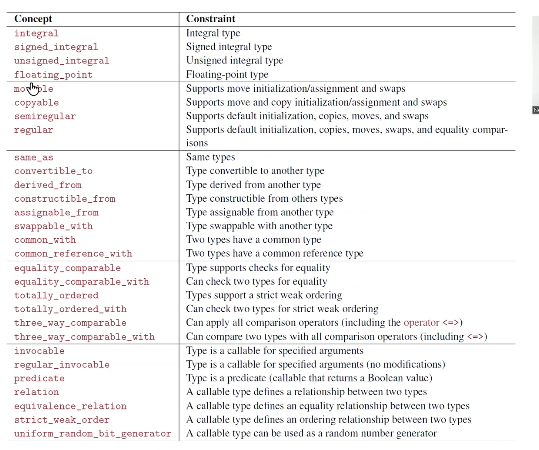 Concept Constraint
integral Integral type
signed_integral Signed integral type
unsigned_integral Unsigned integral type
floating_point Floating-point type
movable Supports move initialization/assignment and swaps
copyable Supports move and copy initialization/assignment and swaps
semiregular Supports default initialization, copies, moves, and swaps
regular Supports default initialization, copies, moves, swaps, and equality compar-
isons
same_as Same types
convertible_to Type convertible to another type
derived_from Type derived from another type
constructible_from Type constructible from others types
assignable_from Type assignable from another type
swappable_with Type swappable with another type
common_with Two types have a common type
common_reference_with Two types have a common reference type
equality_comparable Type supports checks for equality
equality_comparable_with Can check two types for equality
totally_ordered Types support a strict weak ordering
totally_ordered_with Can check two types for strict weak ordering
three_way_comparable Can apply all comparison operators (including the operator <=>)
three_way_comparable_with Can compare two types with all comparison operators (including <=>)
invocable Type is a callable for specified arguments
regular_invocable Type is a callable for specified arguments (no modifications)
predicate Type is a predicate (callable that returns a Boolean value)
relation A callable type defines a relationship between two types
equivalence_relation A callable type defines an equality relationship between two types
strict_weak_order A callable type defines an ordering relationship between two types
uniform_random_bit_generator A callable type can be used as a random number generator